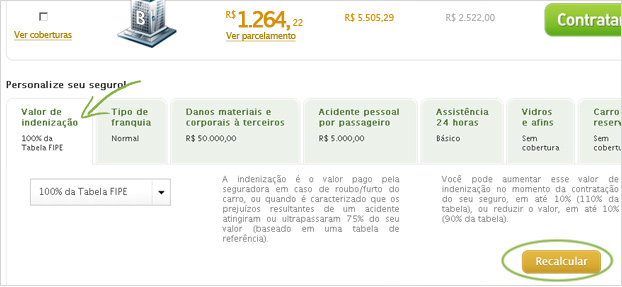 B
R$ 1.264,22
R$ 5.505,29
R$ 2.522,00
Contratar
Ver coberturas
Ver parcelamento
Personalize seu seguro!
Valor de
indenização
100% da
Tabela FIPE
Tipo de
franquia
Normal
Danos materiais e
corporais à terceiros
R$ 50.000,00
Acidente pessoal
por passageiro
R$ 5.000,00
Assistência
24 horas
Básico
Vidros
e afins
Sem
cobertura
Carro
reserv
Sem
cobert
100% da Tabela FIPE
A indenização é o valor pago pela
seguradora em caso de roubo/furto do
carro, ou quando é caracterizado que os
prejuízos resultantes de um acidente
atingiram ou ultrapassaram 75% do seu
valor (baseado em uma tabela de
referência).
Você pode aumentar esse valor de
indenização no momento da contratação
do seu seguro, em até 10% (110% da
tabela), ou reduzir o valor, em até 10%
(90% da tabela).
Recalcular